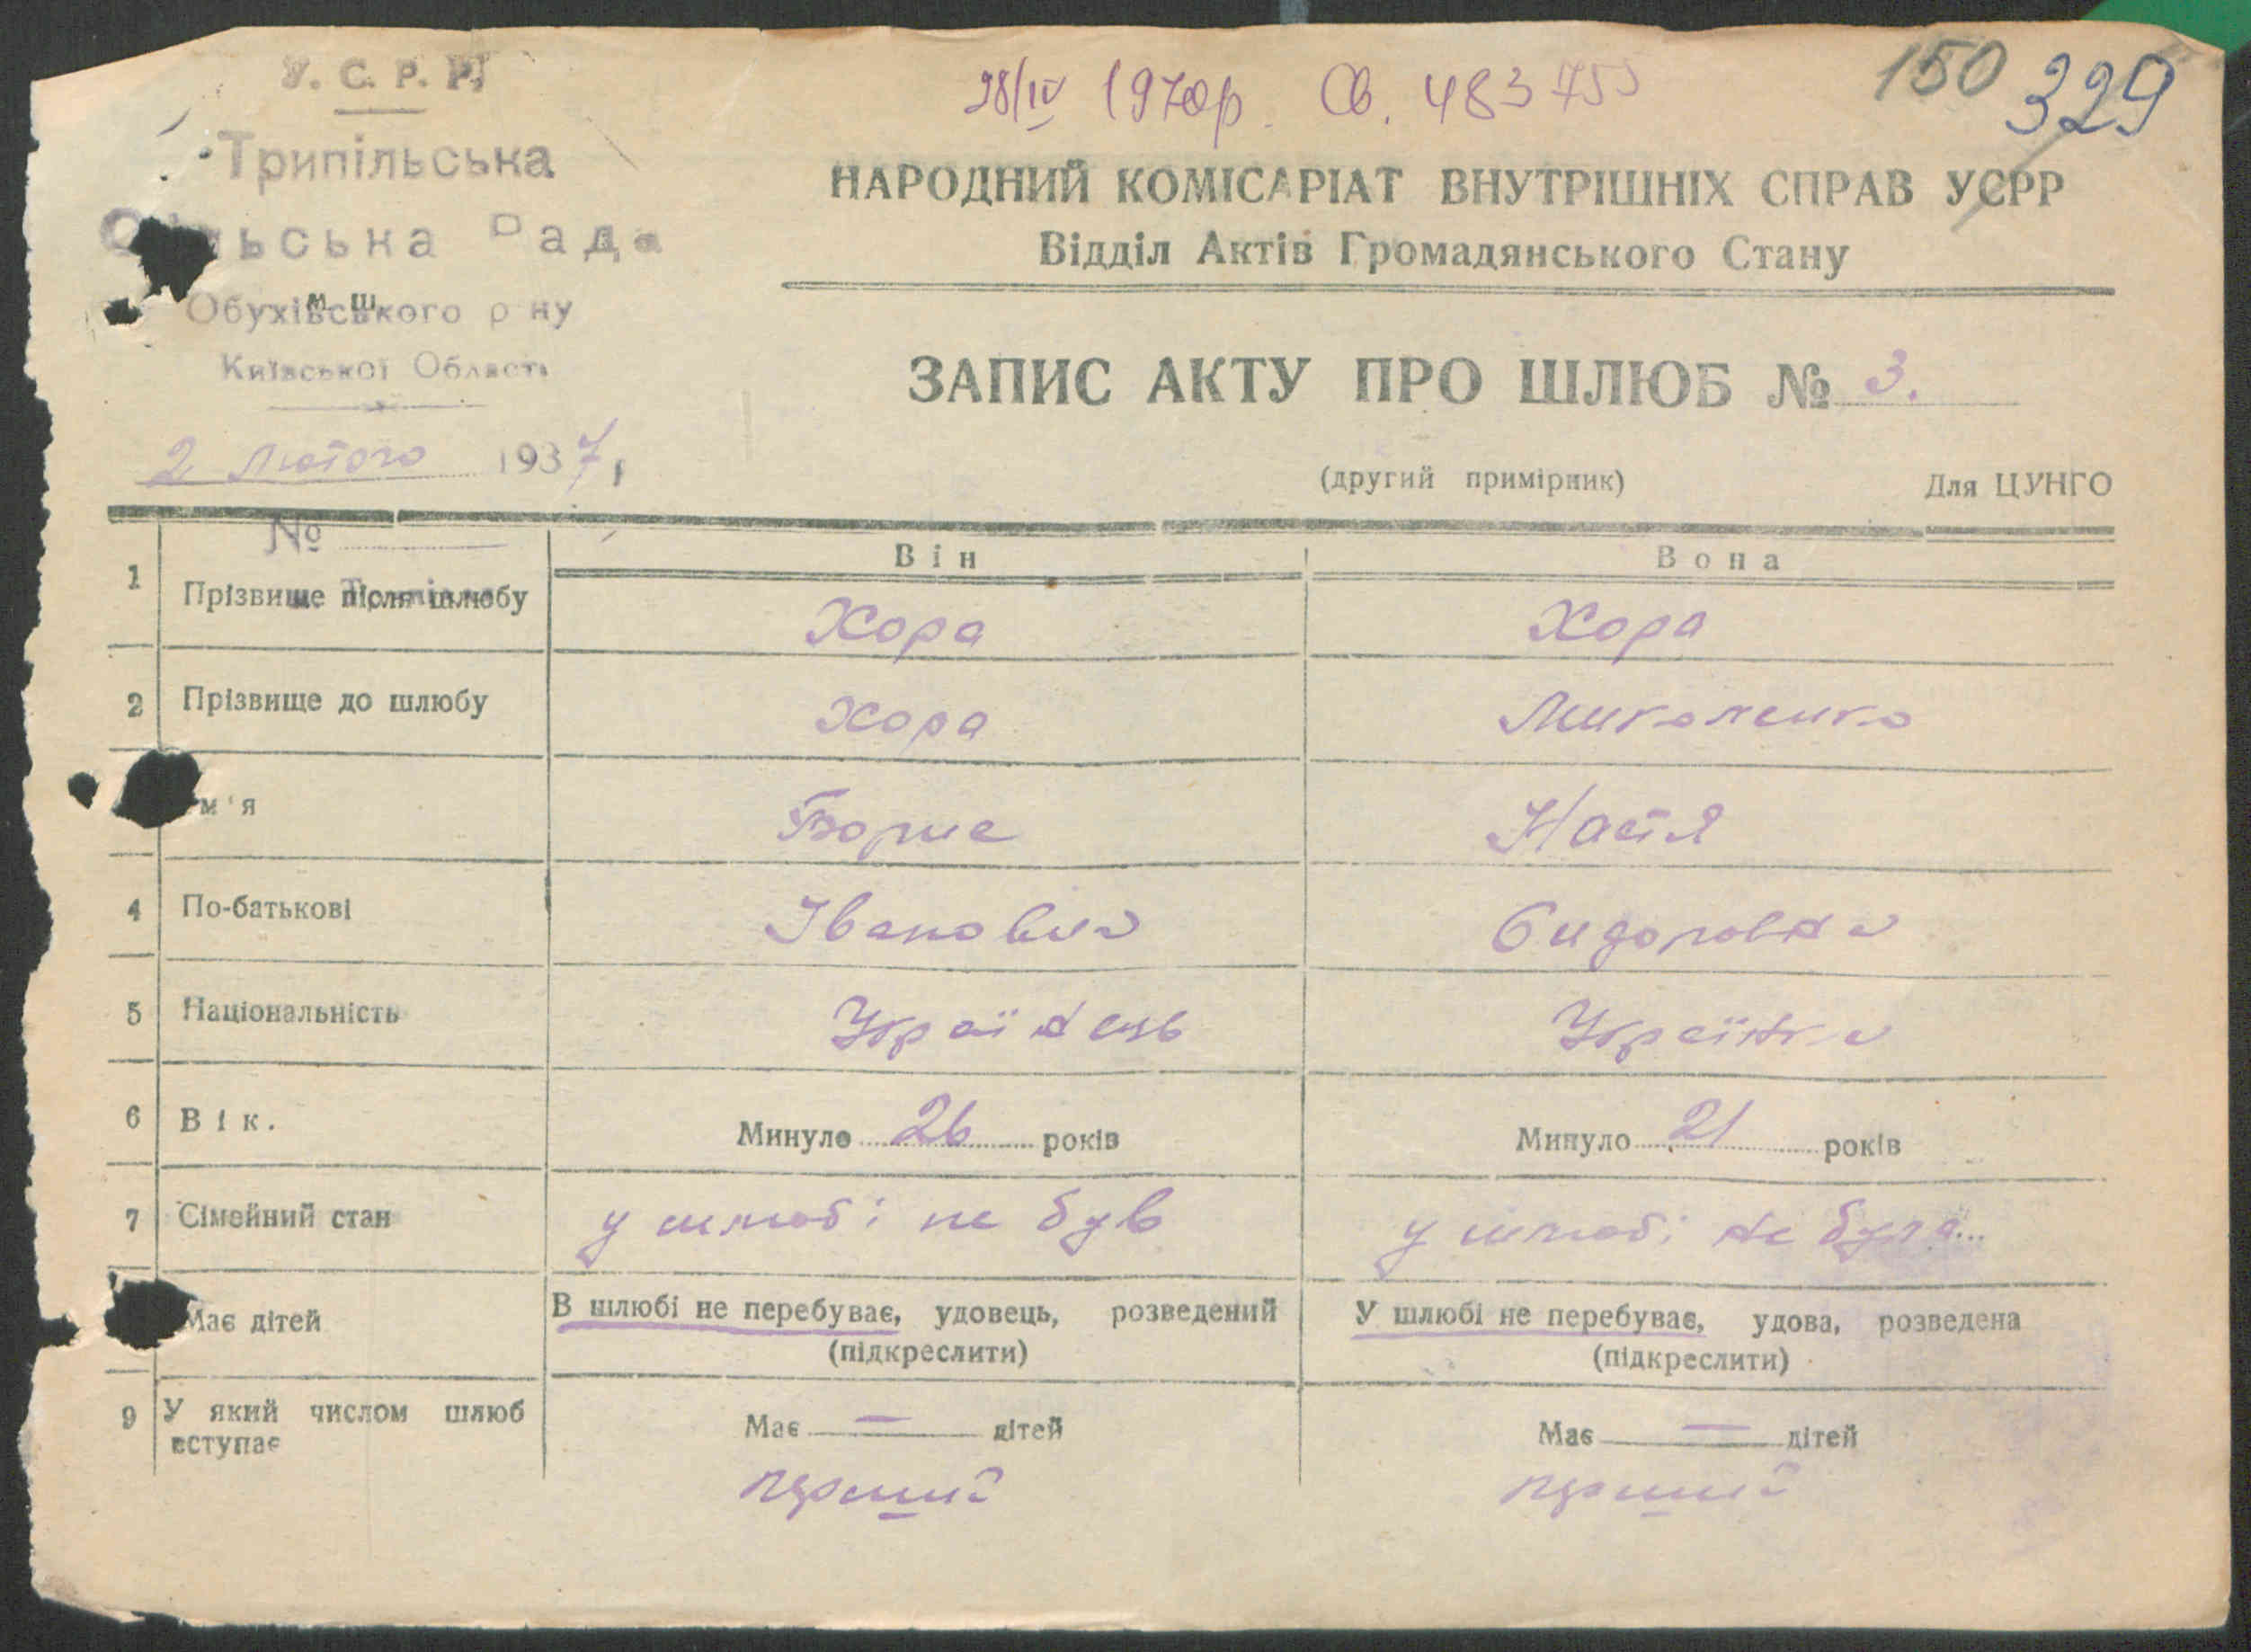 У. С. Р. Р.
Трипільська
ільська Рада
м. ш.
Обухівського р ну
Київської Області
2 лютого 1937 р
№
28/IV 1970р. Св. 483755
150 329
НАРОДНИЙ КОМІСАРІАТ ВНУТРІШНІХ СПРАВ УСРР
Відділ Актів Громадянського Стану
ЗАПИС АКТУ ПРО ШЛЮБ № 3.
(другий примірник) Для ЦУНГО
Він Вона
1 Прізвище після шлюбу Хора Хора
2 Прізвище до шлюбу Хора Миколенко
м'я Борис Настя
4 По-батькові Іванович Сидоровна
5 Національність Українець Українка
6 Вік. Минуло 26 років Минуло 21 років
7 Сімейний стан у шлюбі не був у шлюбі не була...
Має дітей В шлюбі не перебуває, удовець, розведений У шлюбі не перебуває, удова, розведена
(підкреслити) (підкреслити)
9 У який числом шлюб Має — дітей Має — дітей
вступає
перший перший